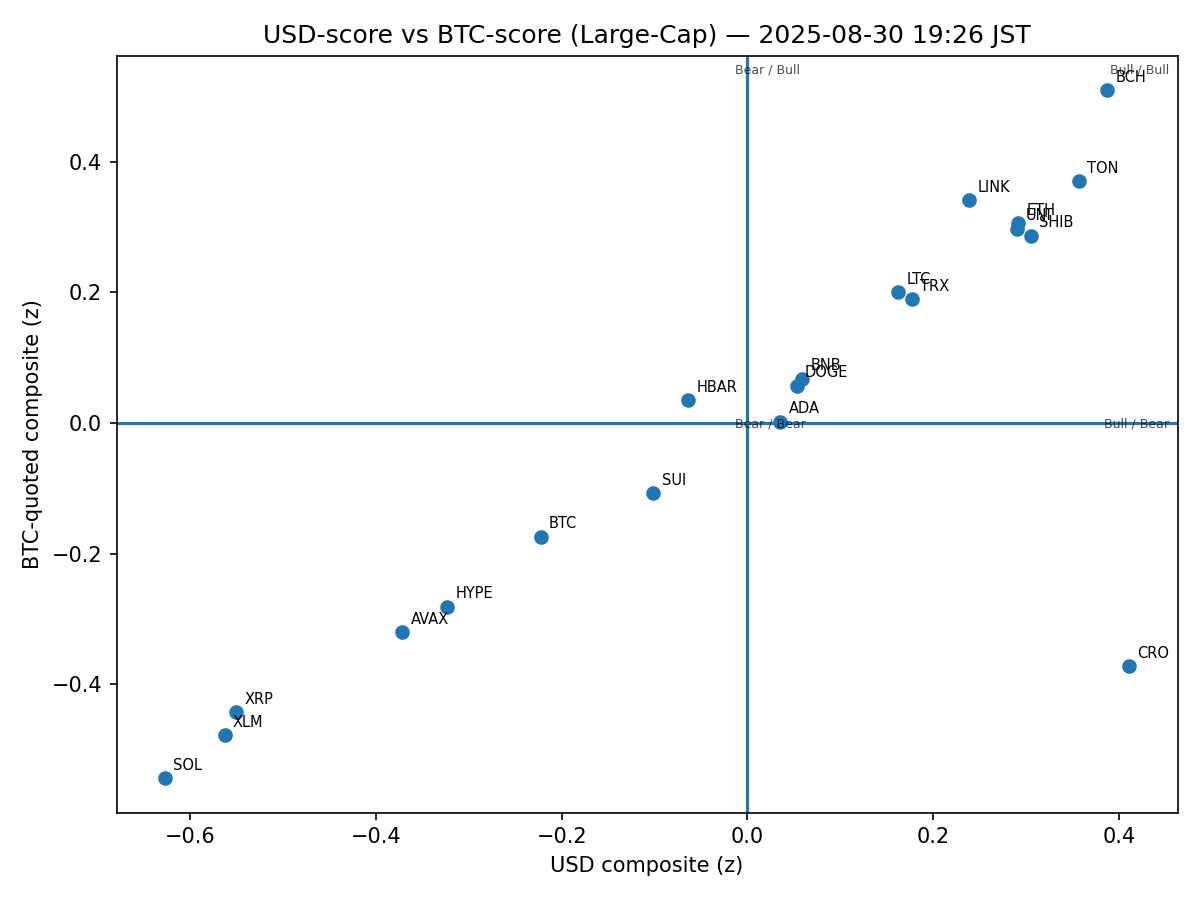 USD-score vs BTC-score (Large-Cap) — 2025-08-30 19:26 JST
Bear / Bull
Bull / Bull
BCH
TON
LINK
ETH
UNI
SHIB
LTC
TRX
BNB
DOGE
HBAR
ADA
Bear / Bear
Bull / Bear
SUI
BTC
HYPE
AVAX
CRO
XRP
XLM
SOL
0.4
0.2
0.0
−0.2
−0.4
BTC-quoted composite (z)
−0.6
−0.4
−0.2
0.0
0.2
0.4
USD composite (z)